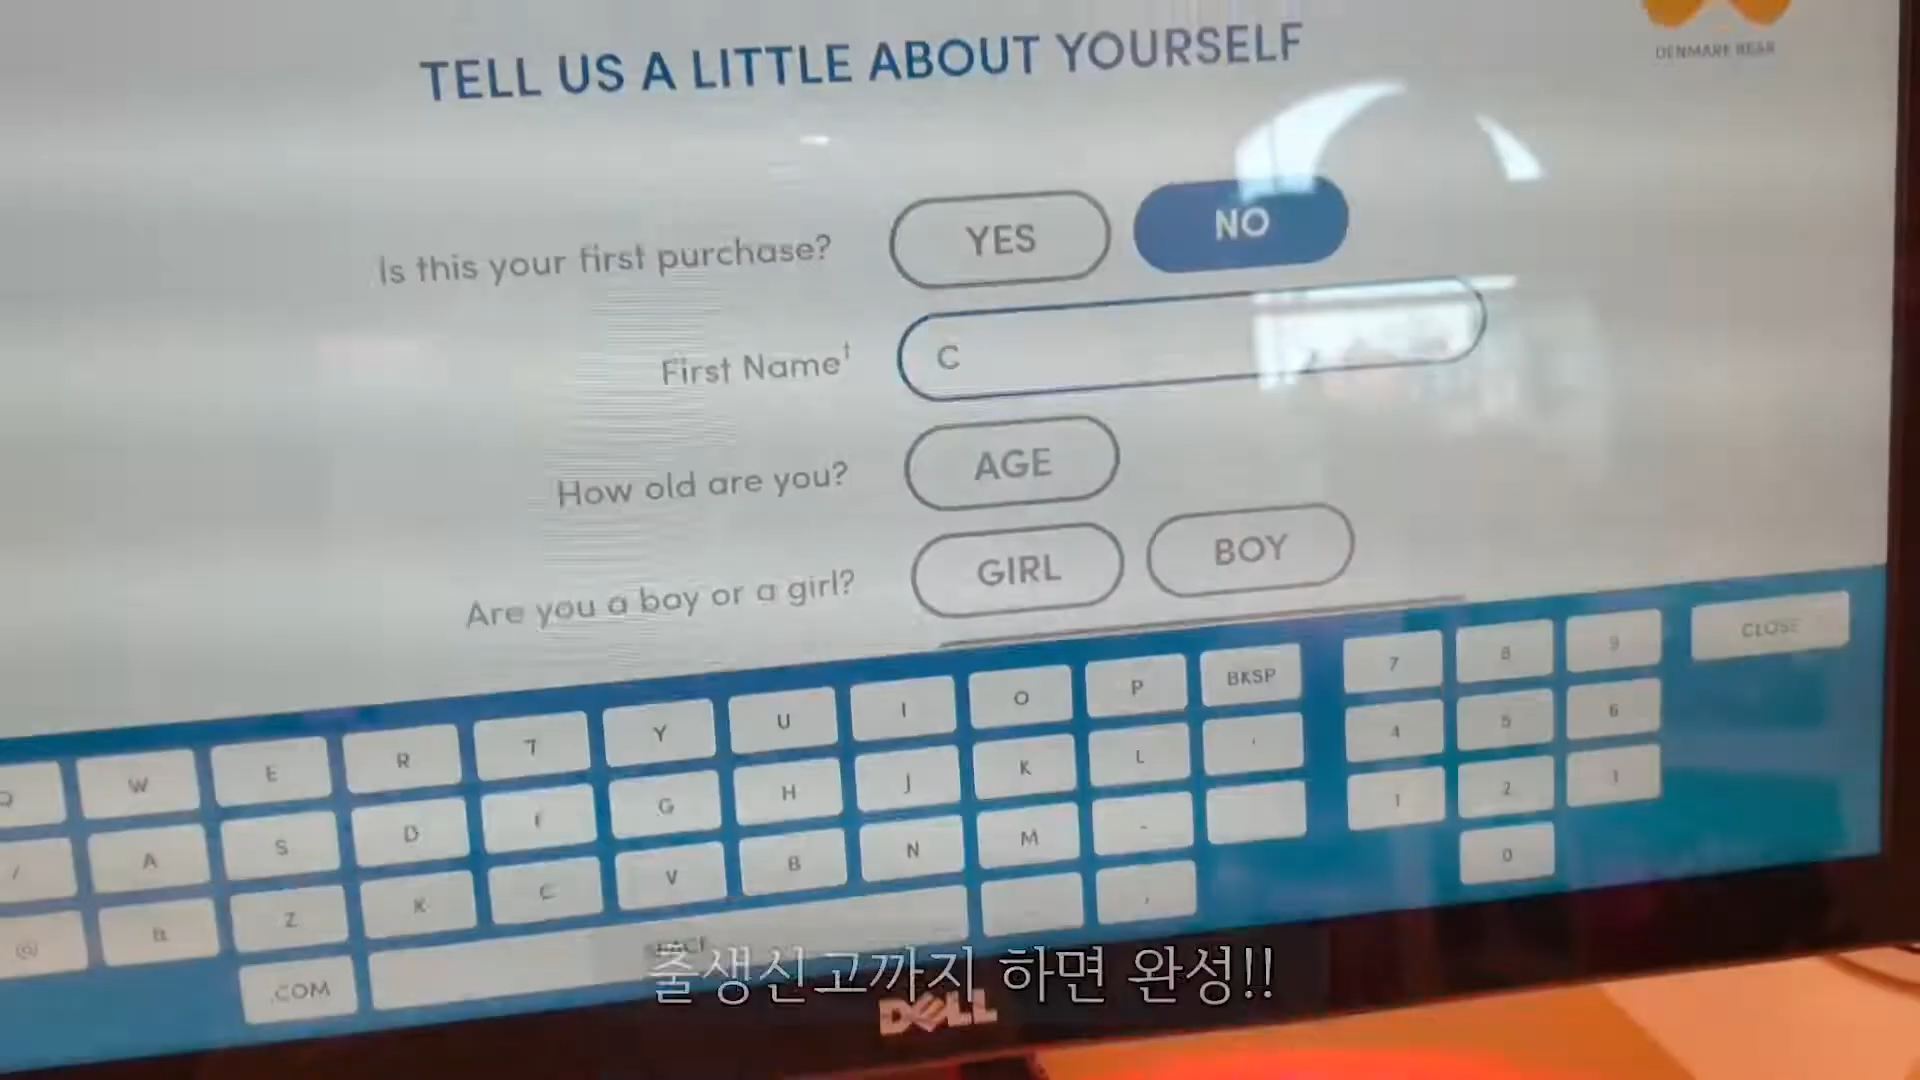 TELL US A LITTLE ABOUT YOURSELF
DENMARK BEAR
Is this your first purchase? YES NO
First Name† C
How old are you? AGE
Are you a boy or a girl? GIRL BOY
W E R Y U I O P BKSP 7 8 9 CLOSE
/ A S D F G H J K L ' 4 5 6
@ Z C V B N M - 1 2
.COM , 0
출생신고까지 하면 완성!!
DELL